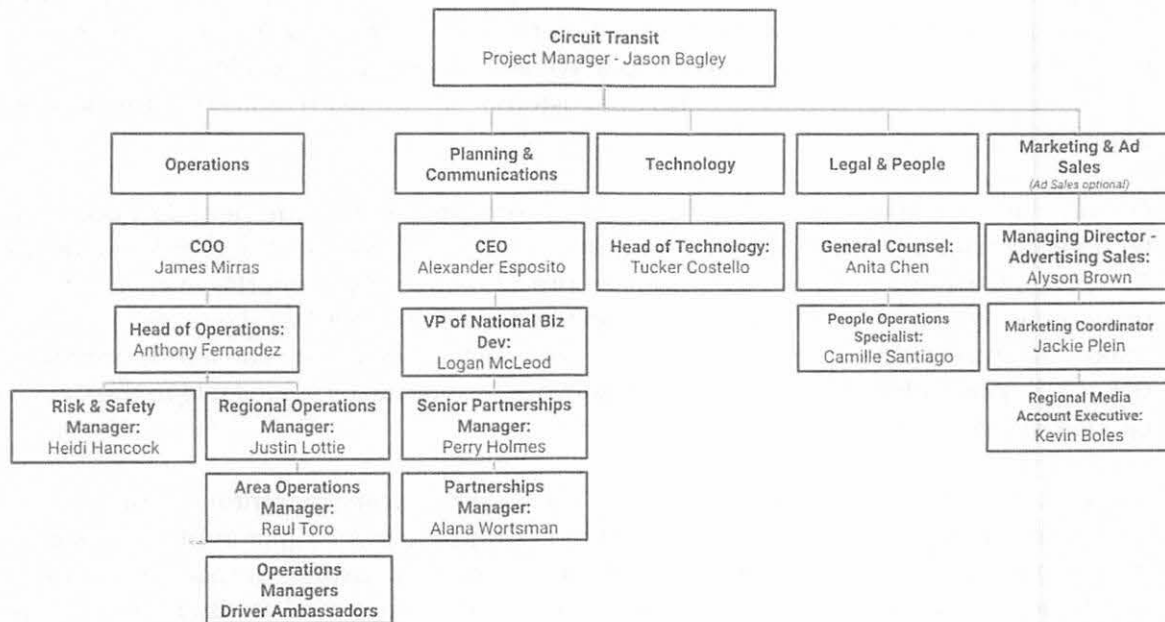 Circuit Transit
Project Manager - Jason Bagley
Operations
Planning &
Communications
Technology
Legal & People
Marketing & Ad
Sales
(Ad Sales optional)
COO
James Mirras
CEO
Alexander Esposito
Head of Technology:
Tucker Costello
General Counsel:
Anita Chen
Managing Director -
Advertising Sales:
Alyson Brown
Head of Operations:
Anthony Fernandez
VP of National Biz
Dev:
Logan McLeod
People Operations
Specialist:
Camille Santiago
Marketing Coordinator
Jackie Plein
Risk & Safety
Manager:
Heidi Hancock
Regional Operations
Manager:
Justin Lottie
Senior Partnerships
Manager:
Perry Holmes
Regional Media
Account Executive:
Kevin Boles
Area Operations
Manager:
Raul Toro
Partnerships
Manager:
Alana Wortsman
Operations
Managers
Driver Ambassadors